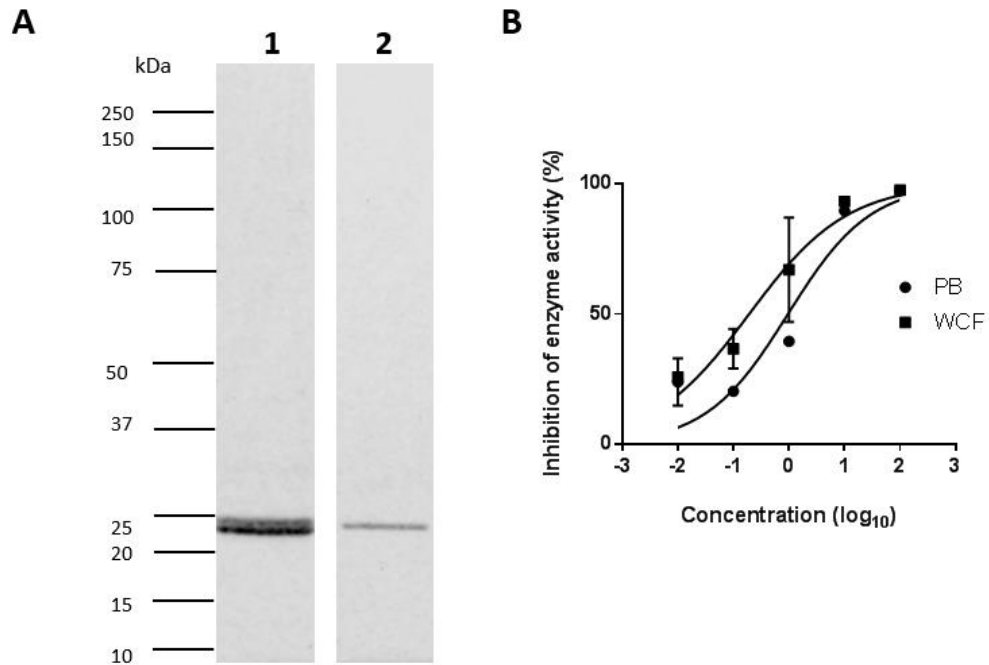 A
1 2
kDa
250
150
100
75
50
37
25
20
15
10
B
Inhibition of enzyme activity (%)
100
50
0
-3 -2 -1 0 1 2 3
Concentration (log10)
PB
WCF